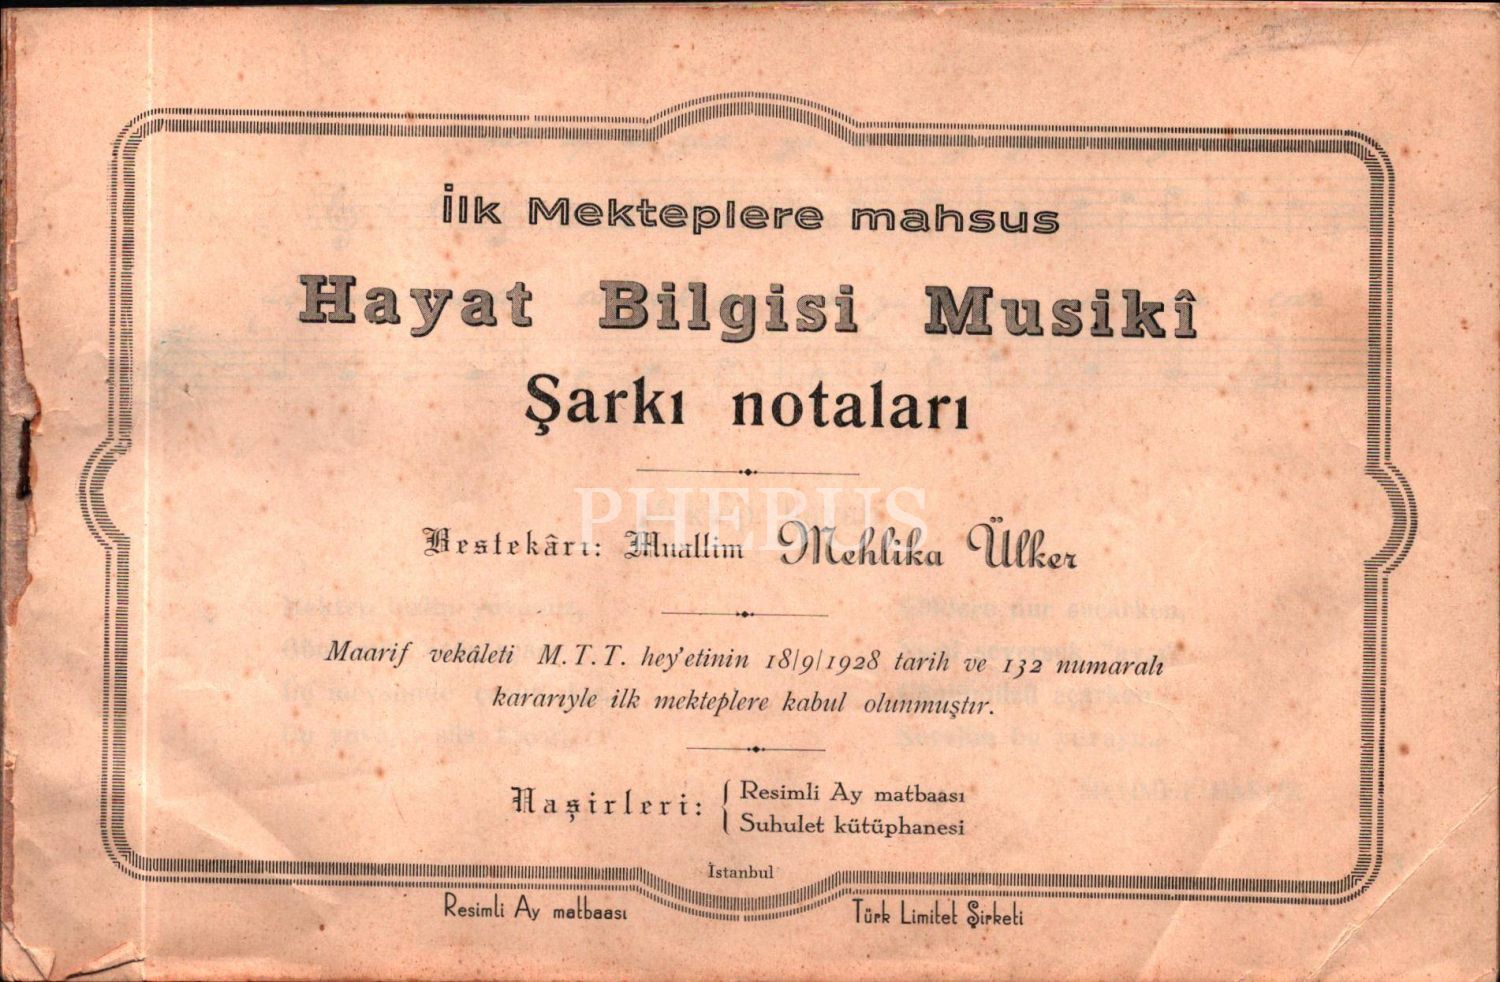 İlk Mekteplere mahsus
Hayat Bilgisi Musikî
Şarkı notaları
PHEBUS
Bestekârı: Muallim Mehlika Ülker
Maarif vekâleti M. T. T. hey'etinin 18/9/1928 tarih ve 132 numaralı
kararıyle ilk mekteplere kabul olunmuştır.
Naşirleri: { Resimli Ay matbaası
Suhulet kütüphanesi
İstanbul
Resimli Ay matbaası Türk Limitet Şirketi